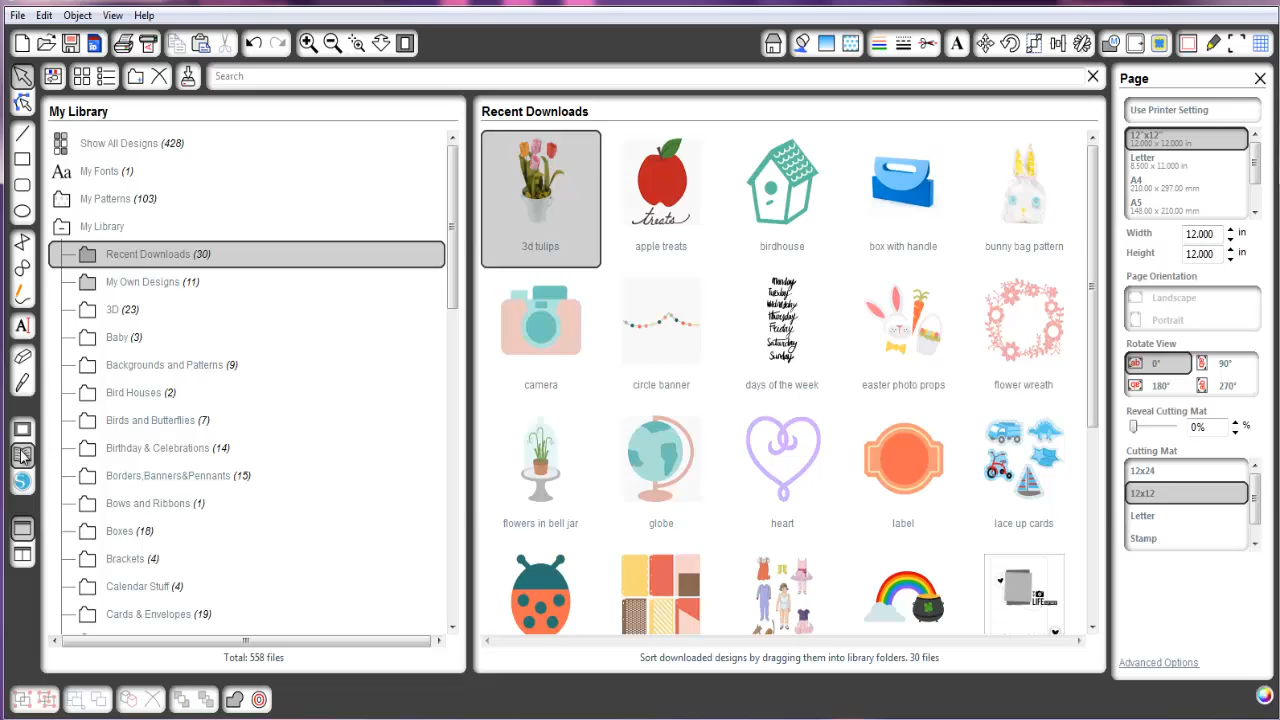 File Edit Object View Help
Search
My Library
Show All Designs (428)
My Fonts (1)
My Patterns (103)
My Library
Recent Downloads (30)
My Own Designs (11)
3D (23)
Baby (3)
Backgrounds and Patterns (9)
Bird Houses (2)
Birds and Butterflies (7)
Birthday & Celebrations (14)
Borders,Banners&Pennants (15)
Bows and Ribbons (1)
Boxes (18)
Brackets (4)
Calendar Stuff (4)
Cards & Envelopes (19)
Total: 558 files
Recent Downloads
3d tulips
treats
apple treats
birdhouse
box with handle
bunny bag pattern
camera
circle banner
Monday
Tuesday
Wednesday
Thursday
Friday
Saturday
Sunday
days of the week
easter photo props
flower wreath
flowers in bell jar
globe
heart
label
lace up cards
LIFE
Sort downloaded designs by dragging them into library folders. 30 files
Page
Use Printer Setting
12"x12"
12.000 x 12.000 in
Letter
8.500 x 11.000 in
A4
210.00 x 297.00 mm
A5
148.00 x 210.00 mm
Width 12.000 in
Height 12.000 in
Page Orientation
Landscape
Portrait
Rotate View
0° 90°
180° 270°
Reveal Cutting Mat
0% %
Cutting Mat
12x24
12x12
Letter
Stamp
Advanced Options